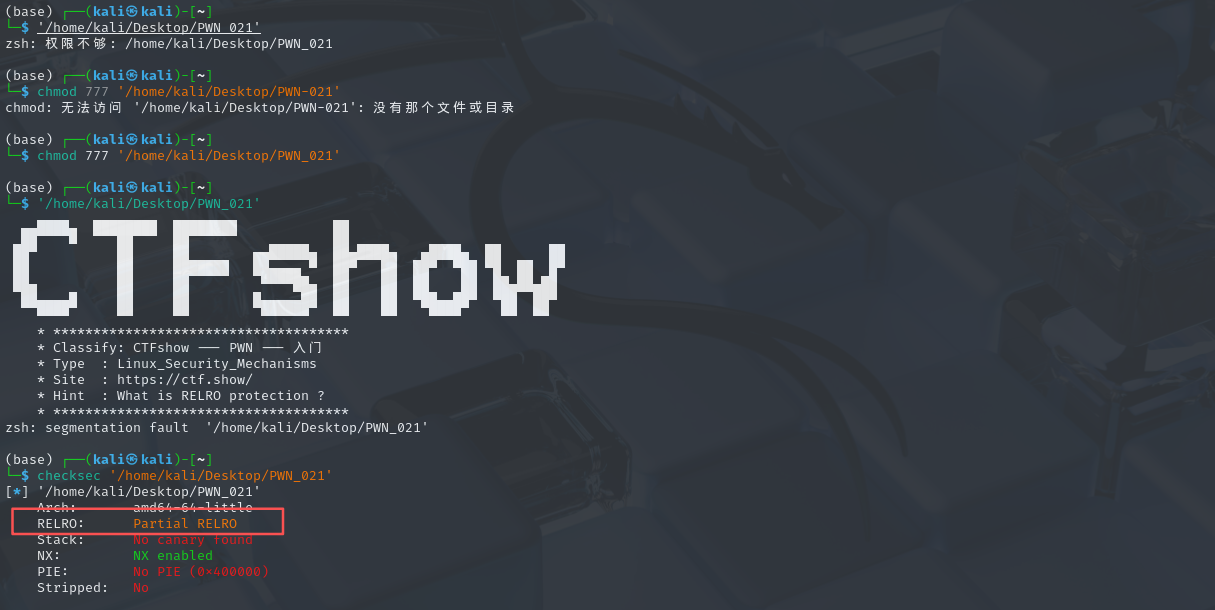 (base) ┌──(kali㉿kali)-[~]
└─$ '/home/kali/Desktop/PWN_021'
zsh: 权限不够: /home/kali/Desktop/PWN_021
(base) ┌──(kali㉿kali)-[~]
└─$ chmod 777 '/home/kali/Desktop/PWN-021'
chmod: 无法访问 '/home/kali/Desktop/PWN-021': 没有那个文件或目录
(base) ┌──(kali㉿kali)-[~]
└─$ chmod 777 '/home/kali/Desktop/PWN_021'
(base) ┌──(kali㉿kali)-[~]
└─$ '/home/kali/Desktop/PWN_021'
CTFshow
* *************************************
* Classify: CTFshow --- PWN --- 入门
* Type  : Linux_Security_Mechanisms
* Site  : https://ctf.show/
* Hint  : What is RELRO protection ?
* *************************************
zsh: segmentation fault  '/home/kali/Desktop/PWN_021'
(base) ┌──(kali㉿kali)-[~]
└─$ checksec '/home/kali/Desktop/PWN_021'
[*] '/home/kali/Desktop/PWN_021'
Arch:       amd64-64-little
RELRO:      Partial RELRO
Stack:      No canary found
NX:         NX enabled
PIE:        No PIE (0x400000)
Stripped:   No